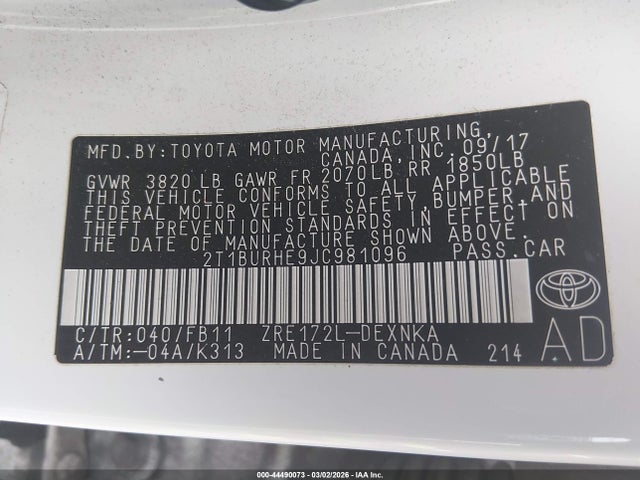 MFD.BY:TOYOTA MOTOR MANUFACTURING,
CANADA,INC. 09/17
GVWR 3820 LB GAWR FR 2070LB, RR 1850LB
THIS VEHICLE CONFORMS TO ALL APPLICABLE
FEDERAL MOTOR VEHICLE SAFETY, BUMPER, AND
THEFT PREVENTION STANDARDS IN EFFECT ON
THE DATE OF MANUFACTURE SHOWN ABOVE.
2T1BURHE9JC981096 PASS.CAR
C/TR:040/FB11 ZRE172L-DEXNKA
A/TM:-04A/K313 MADE IN CANADA 214 AD
000-44490073 - 03/02/2026 - IAA Inc.